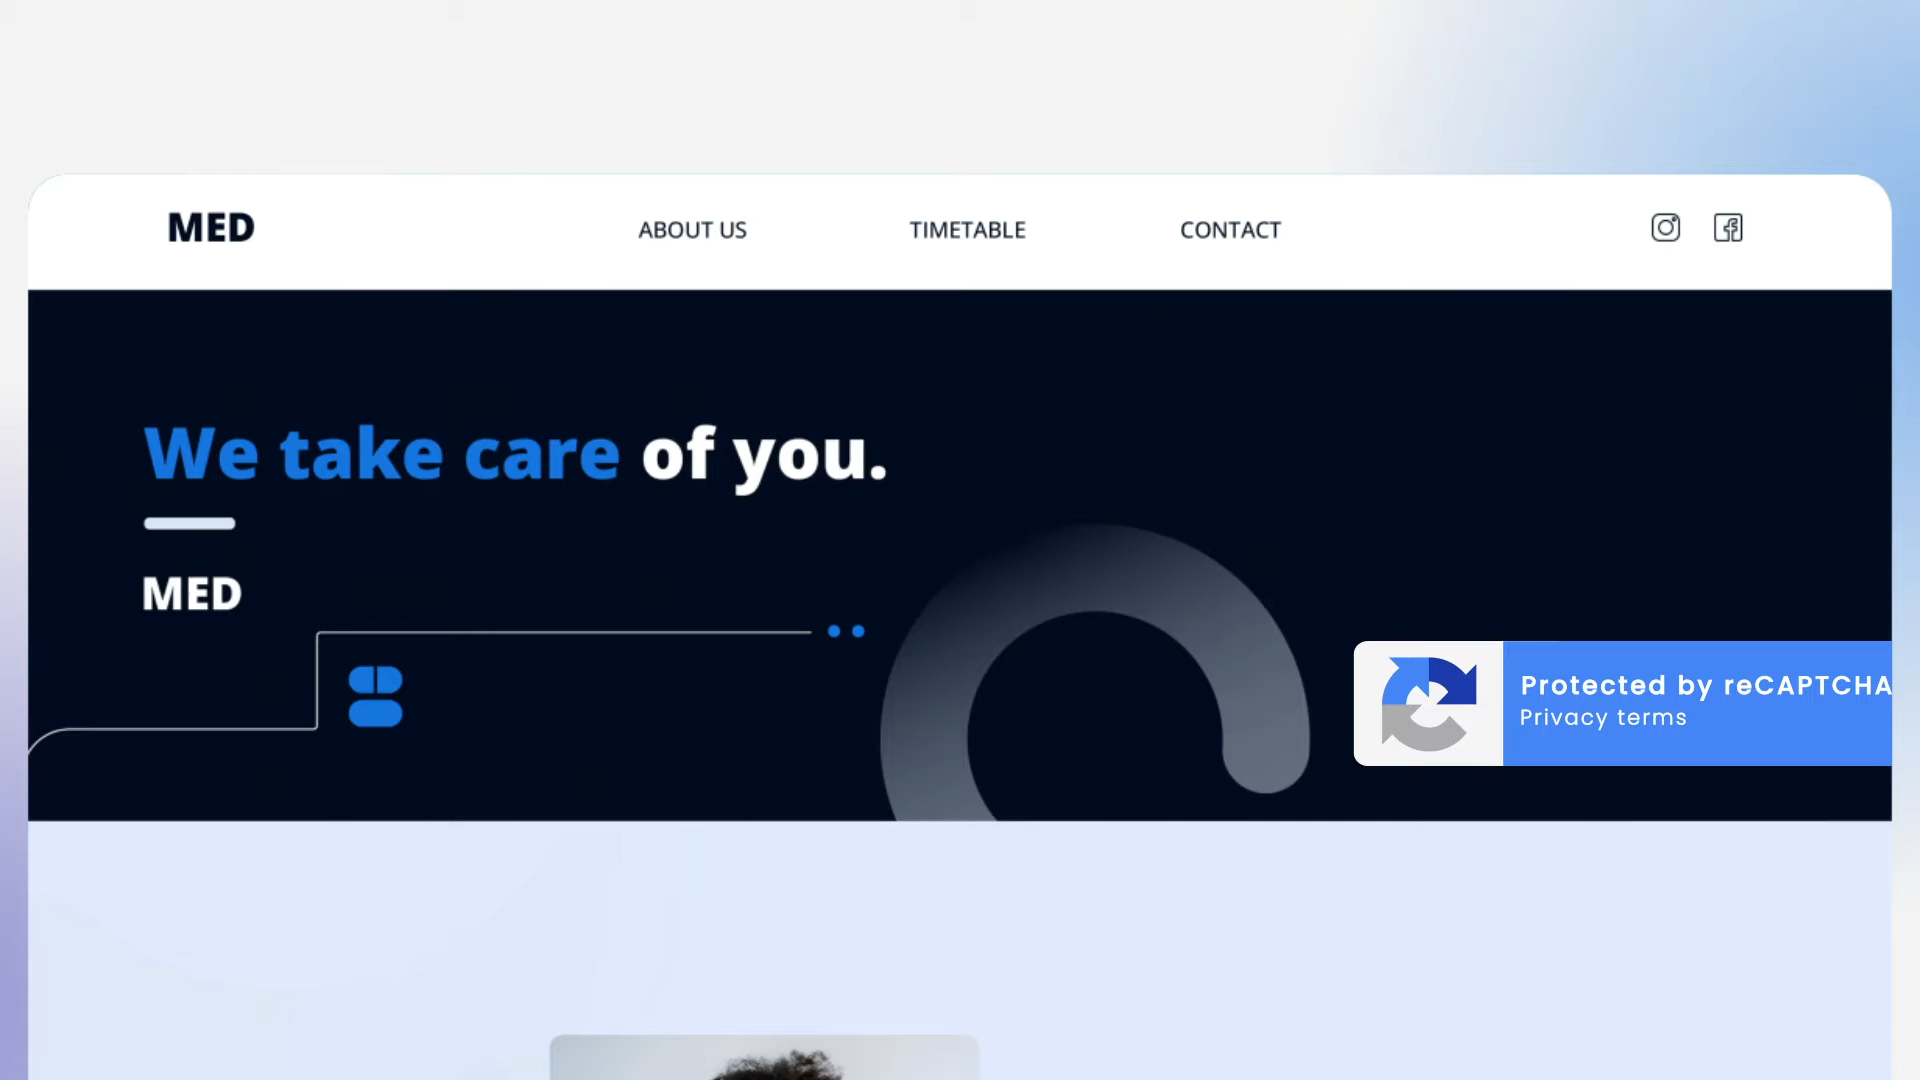 MED
ABOUT US
TIMETABLE
CONTACT
We take care of you.
MED
Protected by reCAPTCHA
Privacy terms